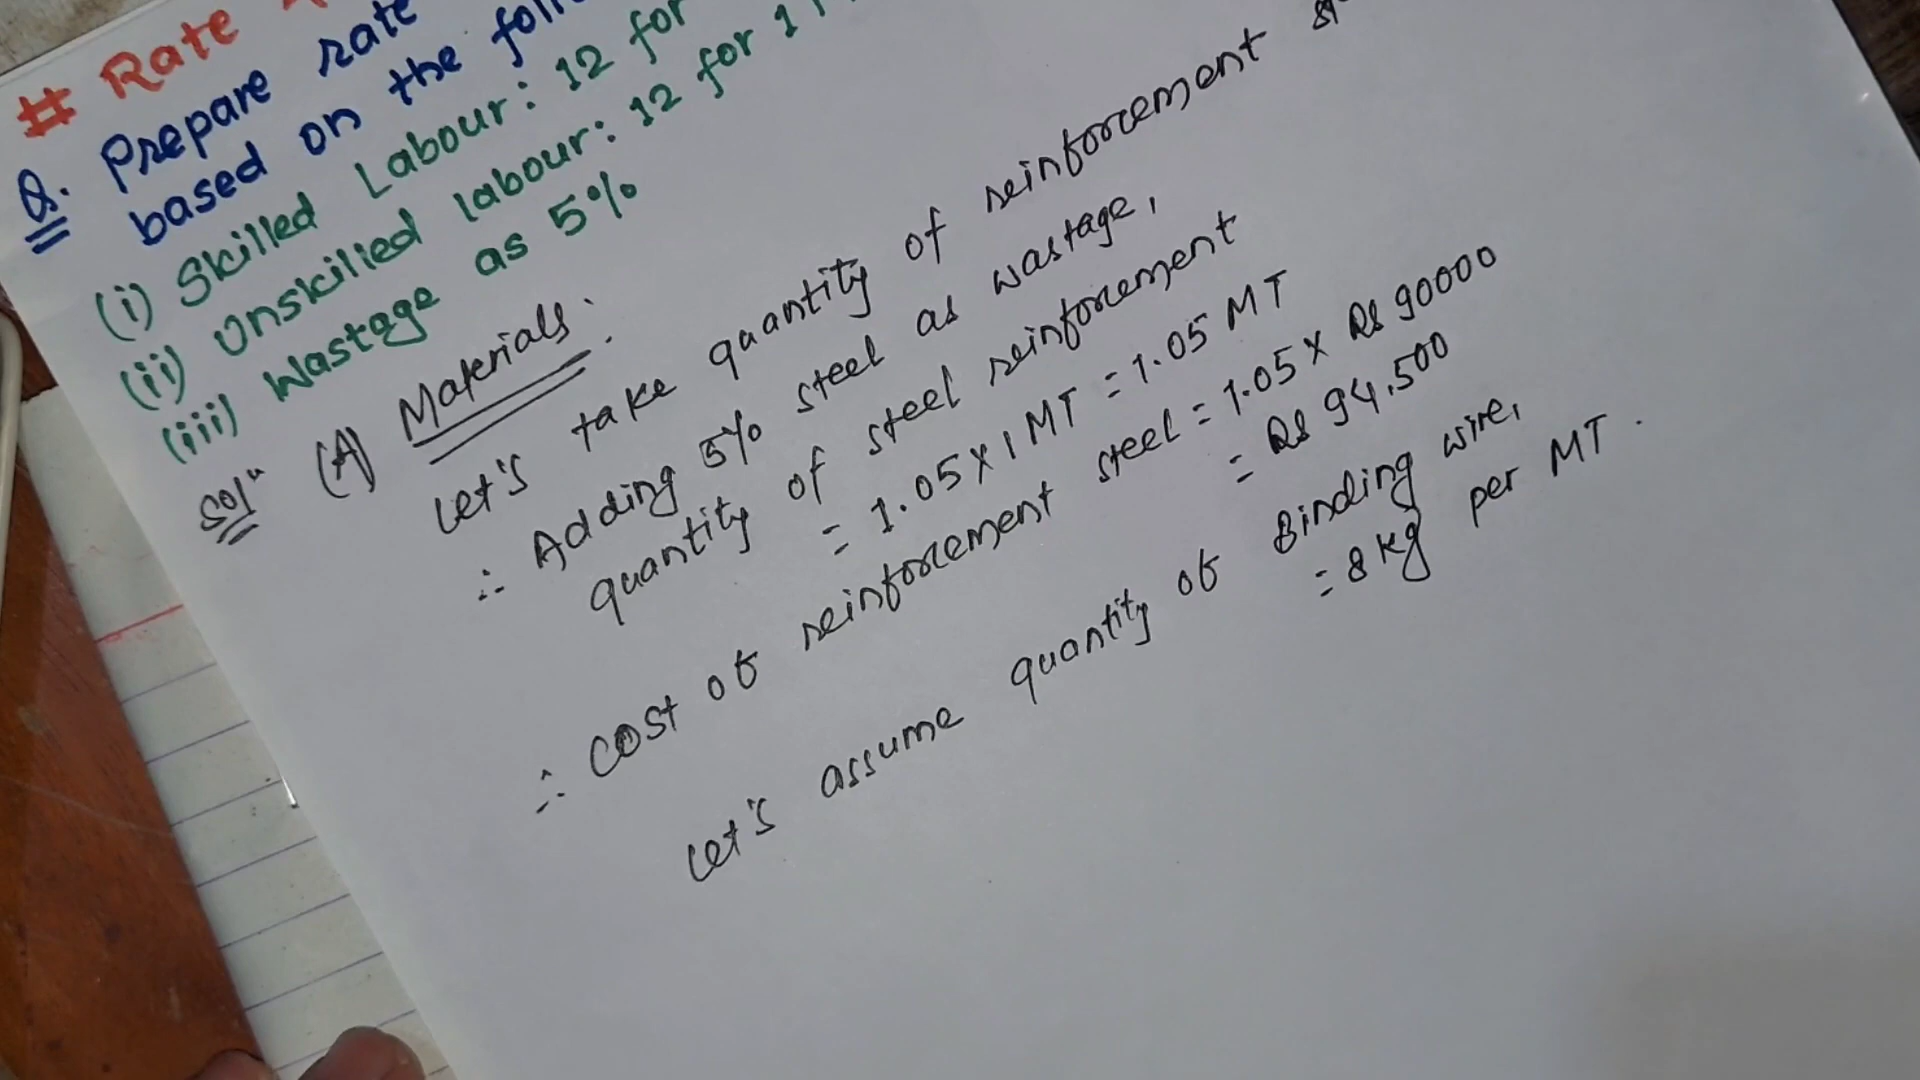 # Rate
Q. Prepare rate
based on the
(i) Skilled Labour: 12 for
(ii) Unskilled labour: 12 for 1
(iii) Wastage as 5%
Sol" (A) Materials:
Let's take quantity of reinforcement
∴ Adding 5% steel as wastage,
quantity of steel reinforcement
= 1.05 x 1 MT = 1.05 MT
∴ Cost of reinforcement steel = 1.05 x Rs 90000
= Rs 94,500
Let's assume quantity of Binding wire,
= 8 kg per MT.